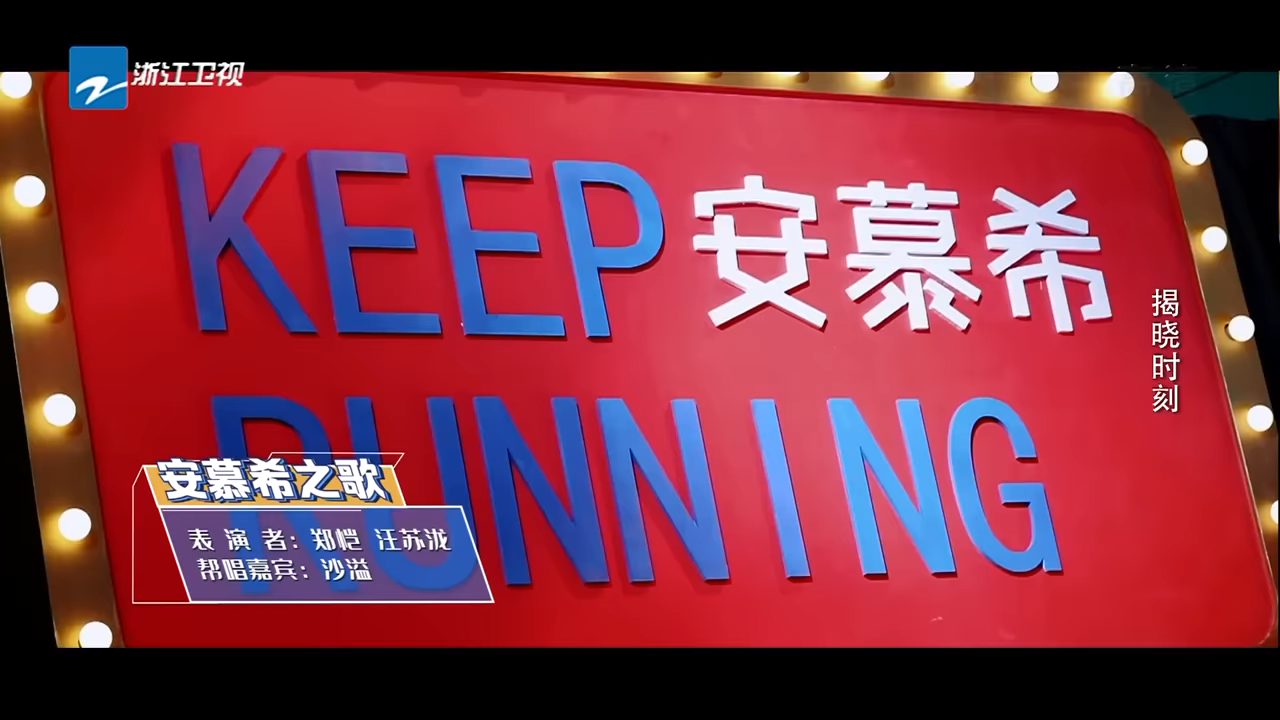 浙江卫视
KEEP 安慕希
RUNNING
揭晓时刻
安慕希之歌
表演者：郑恺 汪苏泷
帮唱嘉宾：沙溢